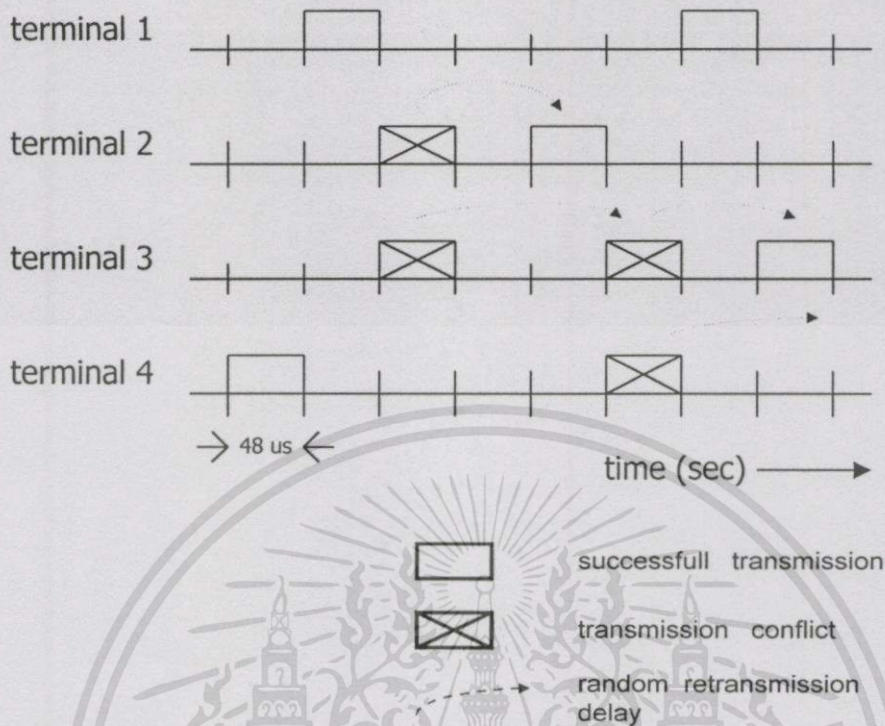 terminal 1
terminal 2
terminal 3
terminal 4
48 us
time (sec)
successfull transmission
transmission conflict
random retransmission
delay